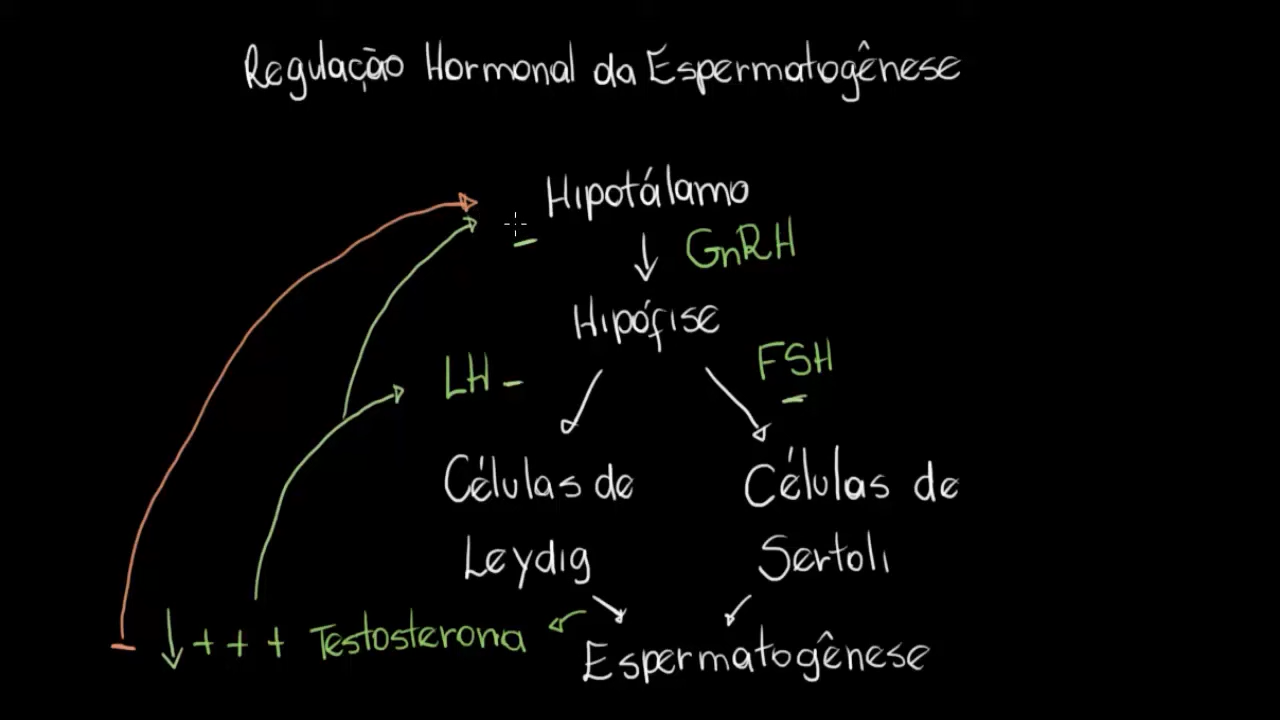 Regulação Hormonal da Espermatogênese
Hipotálamo
GnRH
Hipófise
LH -
FSH
Células de
Leydig
Células de
Sertoli
↓ + + + Testosterona
Espermatogênese